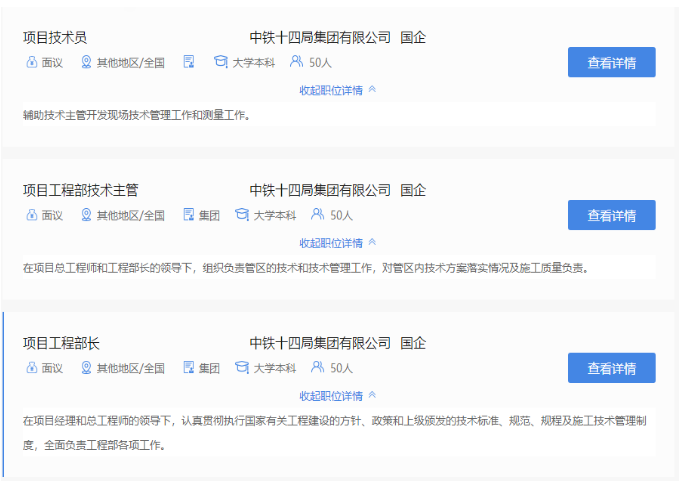 项目技术员 中铁十四局集团有限公司 国企
面议 其他地区/全国 大学本科 50人
查看详情
收起职位详情
辅助技术主管开发现场技术管理工作和测量工作。
项目工程部技术主管 中铁十四局集团有限公司 国企
面议 其他地区/全国 集团 大学本科 50人
查看详情
收起职位详情
在项目总工程师和工程部长的领导下，组织负责管区的技术和技术管理工作，对管区内技术方案落实情况及施工质量负责。
项目工程部长 中铁十四局集团有限公司 国企
面议 其他地区/全国 集团 大学本科 50人
查看详情
收起职位详情
在项目经理和总工程师的领导下，认真贯彻执行国家有关工程建设的方针、政策和上级颁发的技术标准、规范、规程及施工技术管理制
度，全面负责工程部各项工作。